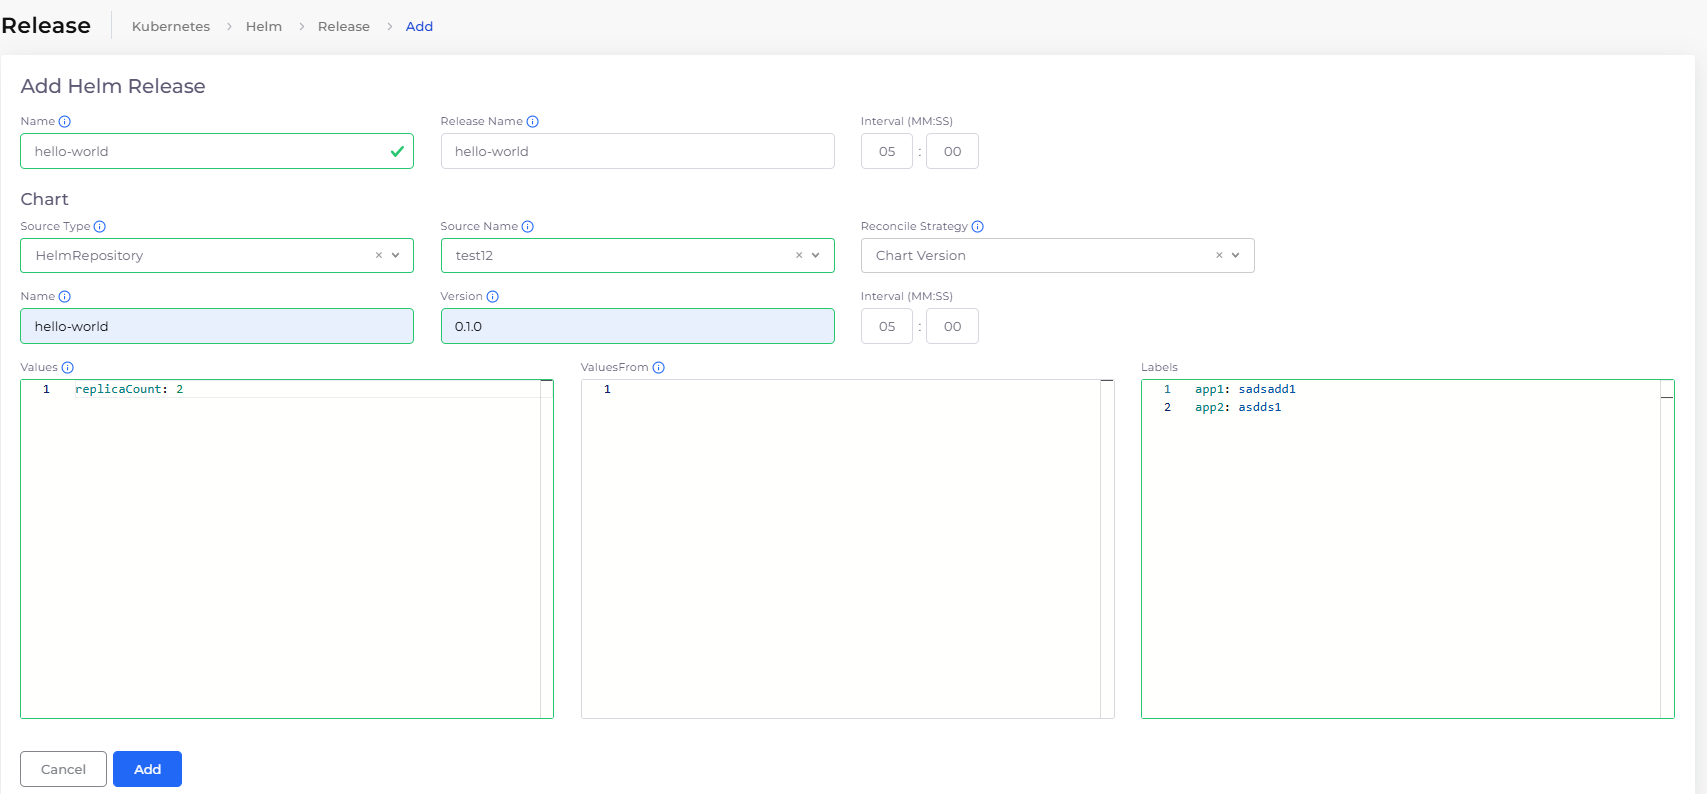 Release
Kubernetes > Helm > Release > Add
Add Helm Release
Name Release Name Interval (MM:SS)
hello-world hello-world 05 : 00
Chart
Source Type Source Name Reconcile Strategy
HelmRepository × test12 × Chart Version ×
Name Version Interval (MM:SS)
hello-world 0.1.0 05 : 00
Values ValuesFrom Labels
1 replicaCount: 2 1 1 app1: sadsadd1
2 app2: asdds1
Cancel Add